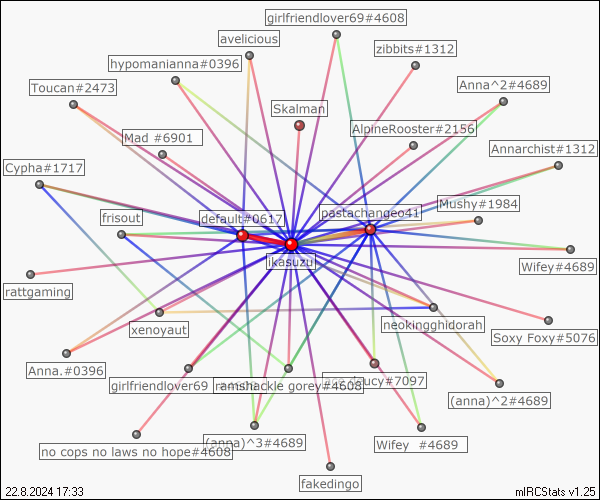 girlfriendlover69#4608
avelicious
zibbits#1312
hypomanianna#0396
Toucan#2473
Anna^2#4689
Skalman
AlpineRooster#2156
Mad #6901
Annarchist#1312
Cypha#1717
Mushy#1984
frisout
default#0617
pastachangeo41
ikasuzu
Wifey#4689
rattgaming
xenoyaut
neokingghidorah
Soxy Foxy#5076
Anna.#0396
girlfriendlover69
ramshackle gorey#4608
#7097
(anna)^2#4689
(anna)^3#4689
Wifey #4689
no cops no laws no hope#4608
fakedingo
22.8.2024 17:33
mIRCStats v1.25